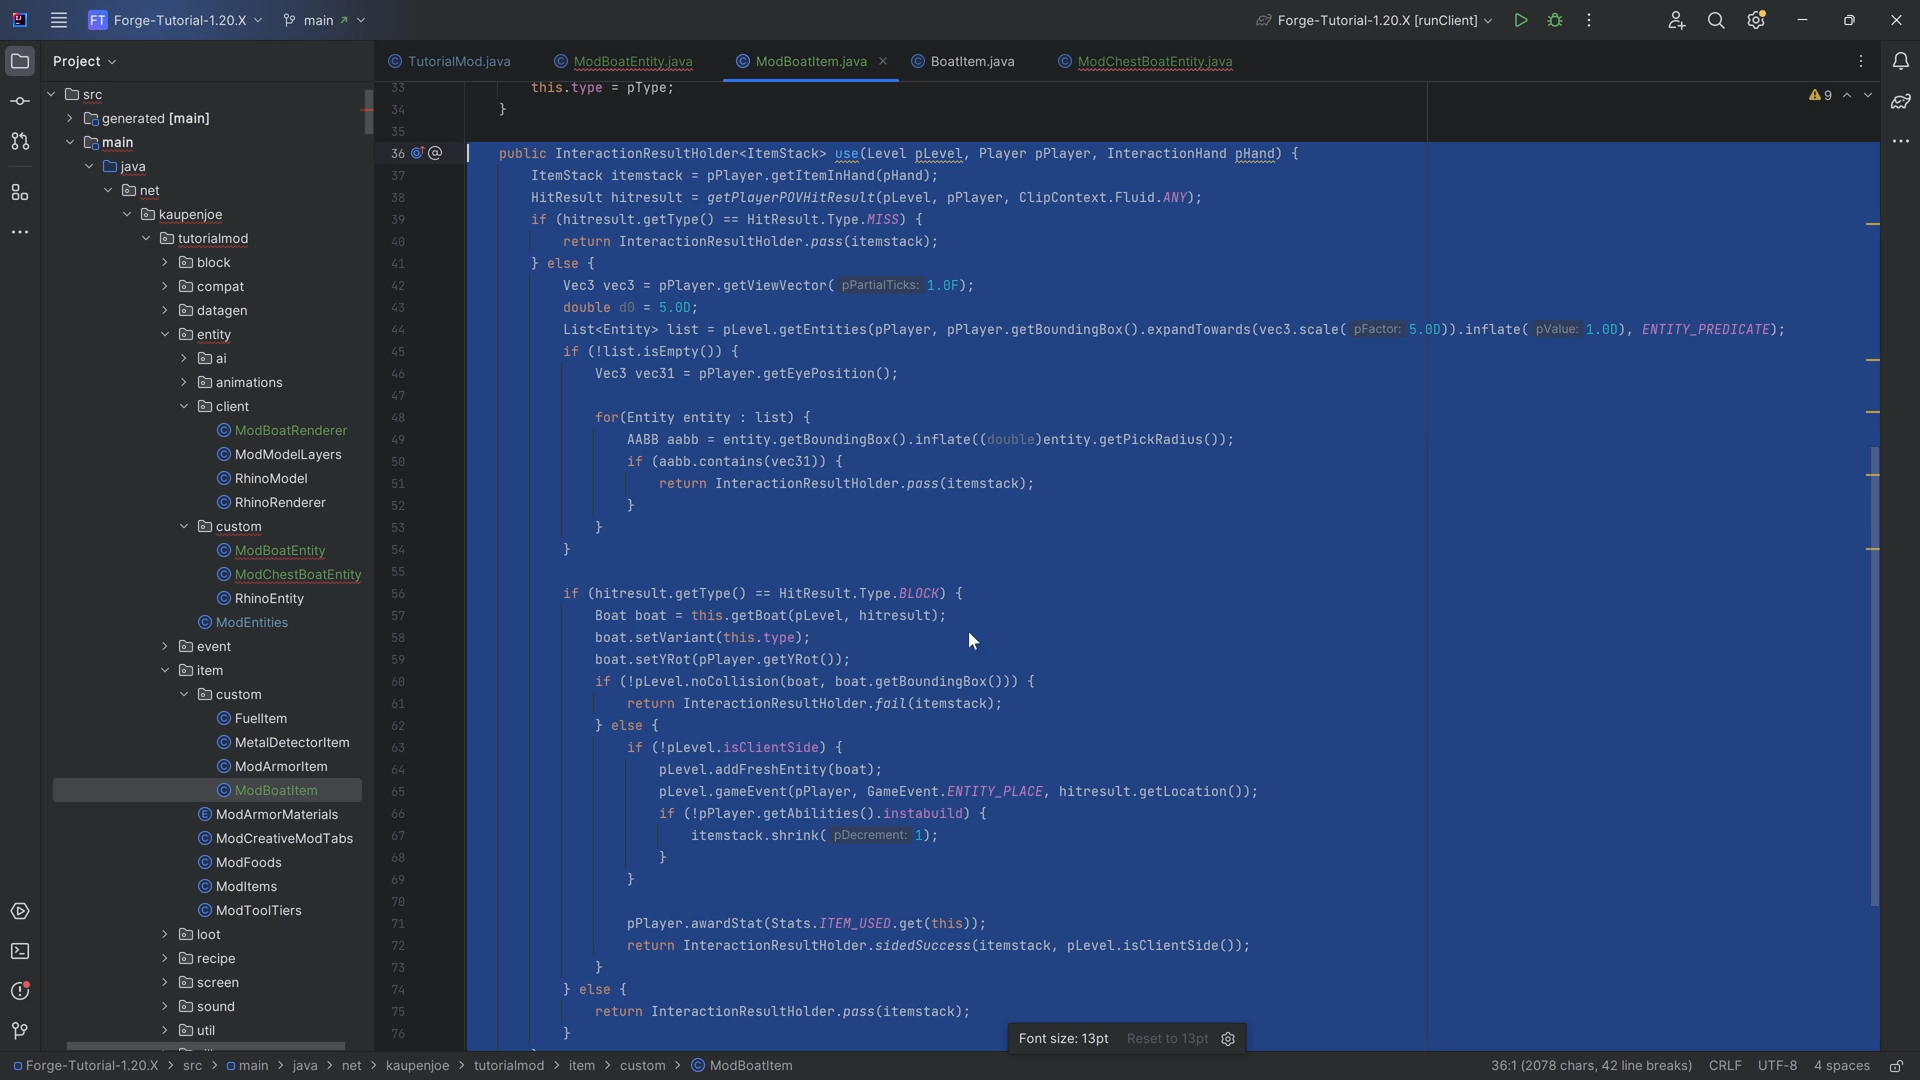 FT Forge-Tutorial-1.20.X main
Forge-Tutorial-1.20.X [runClient]
Project
TutorialMod.java
ModBoatEntity.java
ModBoatItem.java
BoatItem.java
ModChestBoatEntity.java
src
generated [main]
main
java
net
kaupenjoe
tutorialmod
block
compat
datagen
entity
ai
animations
client
ModBoatRenderer
ModModelLayers
RhinoModel
RhinoRenderer
custom
ModBoatEntity
ModChestBoatEntity
RhinoEntity
ModEntities
event
item
custom
FuelItem
MetalDetectorItem
ModArmorItem
ModBoatItem
ModArmorMaterials
ModCreativeModTabs
ModFoods
ModItems
ModToolTiers
loot
recipe
screen
sound
util
9
33 this.type = pType;
34 }
35
36 public InteractionResultHolder<ItemStack> use(Level pLevel, Player pPlayer, InteractionHand pHand) {
37 ItemStack itemstack = pPlayer.getItemInHand(pHand);
38 HitResult hitresult = getPlayerPOVHitResult(pLevel, pPlayer, ClipContext.Fluid.ANY);
39 if (hitresult.getType() == HitResult.Type.MISS) {
40 return InteractionResultHolder.pass(itemstack);
41 } else {
42 Vec3 vec3 = pPlayer.getViewVector( pPartialTicks: 1.0F);
43 double d0 = 5.0D;
44 List<Entity> list = pLevel.getEntities(pPlayer, pPlayer.getBoundingBox().expandTowards(vec3.scale( pFactor: 5.0D)).inflate( pValue: 1.0D), ENTITY_PREDICATE);
45 if (!list.isEmpty()) {
46 Vec3 vec31 = pPlayer.getEyePosition();
47
48 for(Entity entity : list) {
49 AABB aabb = entity.getBoundingBox().inflate((double)entity.getPickRadius());
50 if (aabb.contains(vec31)) {
51 return InteractionResultHolder.pass(itemstack);
52 }
53 }
54 }
55
56 if (hitresult.getType() == HitResult.Type.BLOCK) {
57 Boat boat = this.getBoat(pLevel, hitresult);
58 boat.setVariant(this.type);
59 boat.setYRot(pPlayer.getYRot());
60 if (!pLevel.noCollision(boat, boat.getBoundingBox())) {
61 return InteractionResultHolder.fail(itemstack);
62 } else {
63 if (!pLevel.isClientSide) {
64 pLevel.addFreshEntity(boat);
65 pLevel.gameEvent(pPlayer, GameEvent.ENTITY_PLACE, hitresult.getLocation());
66 if (!pPlayer.getAbilities().instabuild) {
67 itemstack.shrink( pDecrement: 1);
68 }
69 }
70
71 pPlayer.awardStat(Stats.ITEM_USED.get(this));
72 return InteractionResultHolder.sidedSuccess(itemstack, pLevel.isClientSide());
73 }
74 } else {
75 return InteractionResultHolder.pass(itemstack);
76 }
Font size: 13pt Reset to 13pt
Forge-Tutorial-1.20.X > src > main > java > net > kaupenjoe > tutorialmod > item > custom > ModBoatItem
36:1 (2078 chars, 42 line breaks) CRLF UTF-8 4 spaces